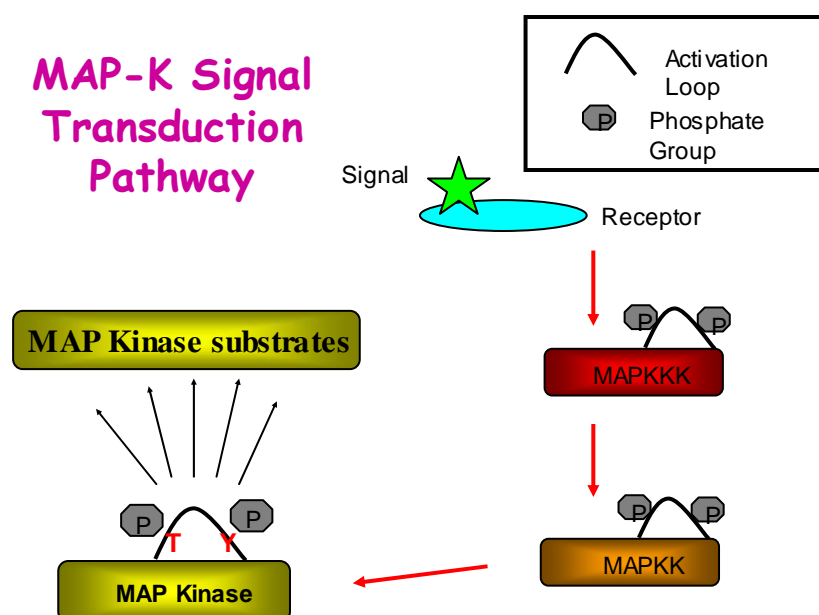 MAP-K Signal
Transduction
Pathway
Activation
Loop
P
Phosphate
Group
Signal
Receptor
P P
MAPKKK
MAP Kinase substrates
P P
MAPKK
P P
T Y
MAP Kinase